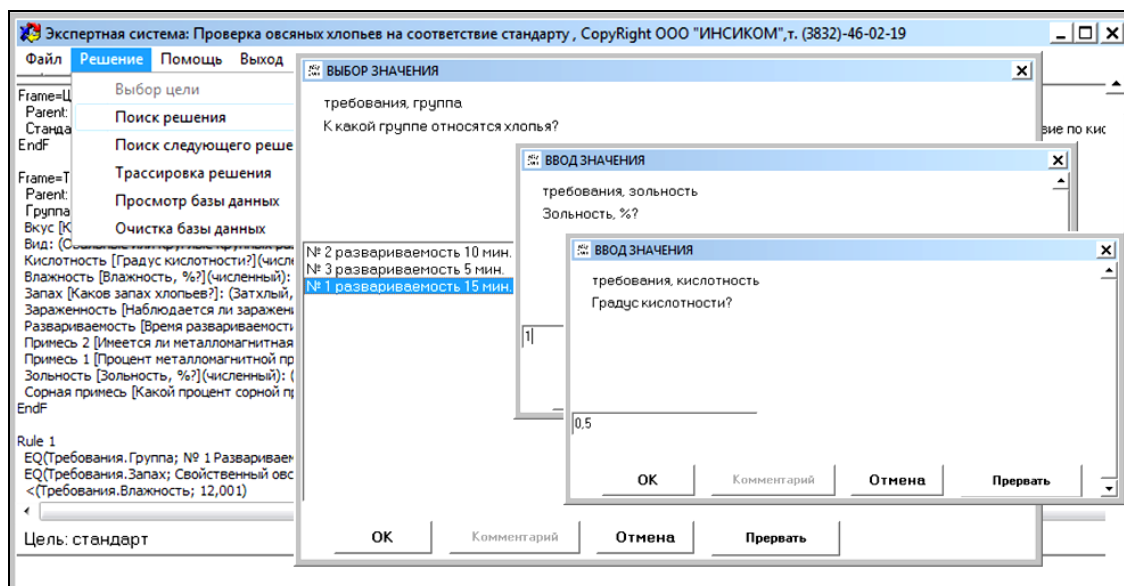 Экспертная система: Проверка овсяных хлопьев на соответствие стандарту , CopyRight ООО "ИНСИКОМ",т. (3832)-46-02-19
Файл Решение Помощь Выход
Выбор цели
Поиск решения
Поиск следующего реше
Трассировка решения
Просмотр базы данных
Очистка базы данных
Frame=Ц
Parent:
Станда
EndF
вие по кис
Frame=Т
Parent:
Группа
Вкус [К
Вид: (Овальные или круглые крупных ра
Кислотность [Градус кислотности?](числ
Влажность [Влажность, %?](численный):
Запах [Каков запах хлопьев?]: (Затхлый,
Зараженность [Наблюдается ли заражен
Развариваемость [Время развариваемост
Примесь 2 [Имеется ли металломагнитная
Примесь 1 [Процент металломагнитной пр
Зольность [Зольность, %?](численный): (
Сорная примесь [Какой процент сорной п
EndF
Rule 1
EQ(Требования.Группа; № 1 Разваривае
EQ(Требования.Запах; Свойственный овс
<(Требования.Влажность; 12,001)
Цель: стандарт
ВЫБОР ЗНАЧЕНИЯ
требования, группа
К какой группе относятся хлопья?
№ 2 развариваемость 10 мин.
№ 3 развариваемость 5 мин.
№ 1 развариваемость 15 мин.
OK Комментарий Отмена Прервать
ВВОД ЗНАЧЕНИЯ
требования, зольность
Зольность, %?
1
ВВОД ЗНАЧЕНИЯ
требования, кислотность
Градус кислотности?
0,5
OK Комментарий Отмена Прервать